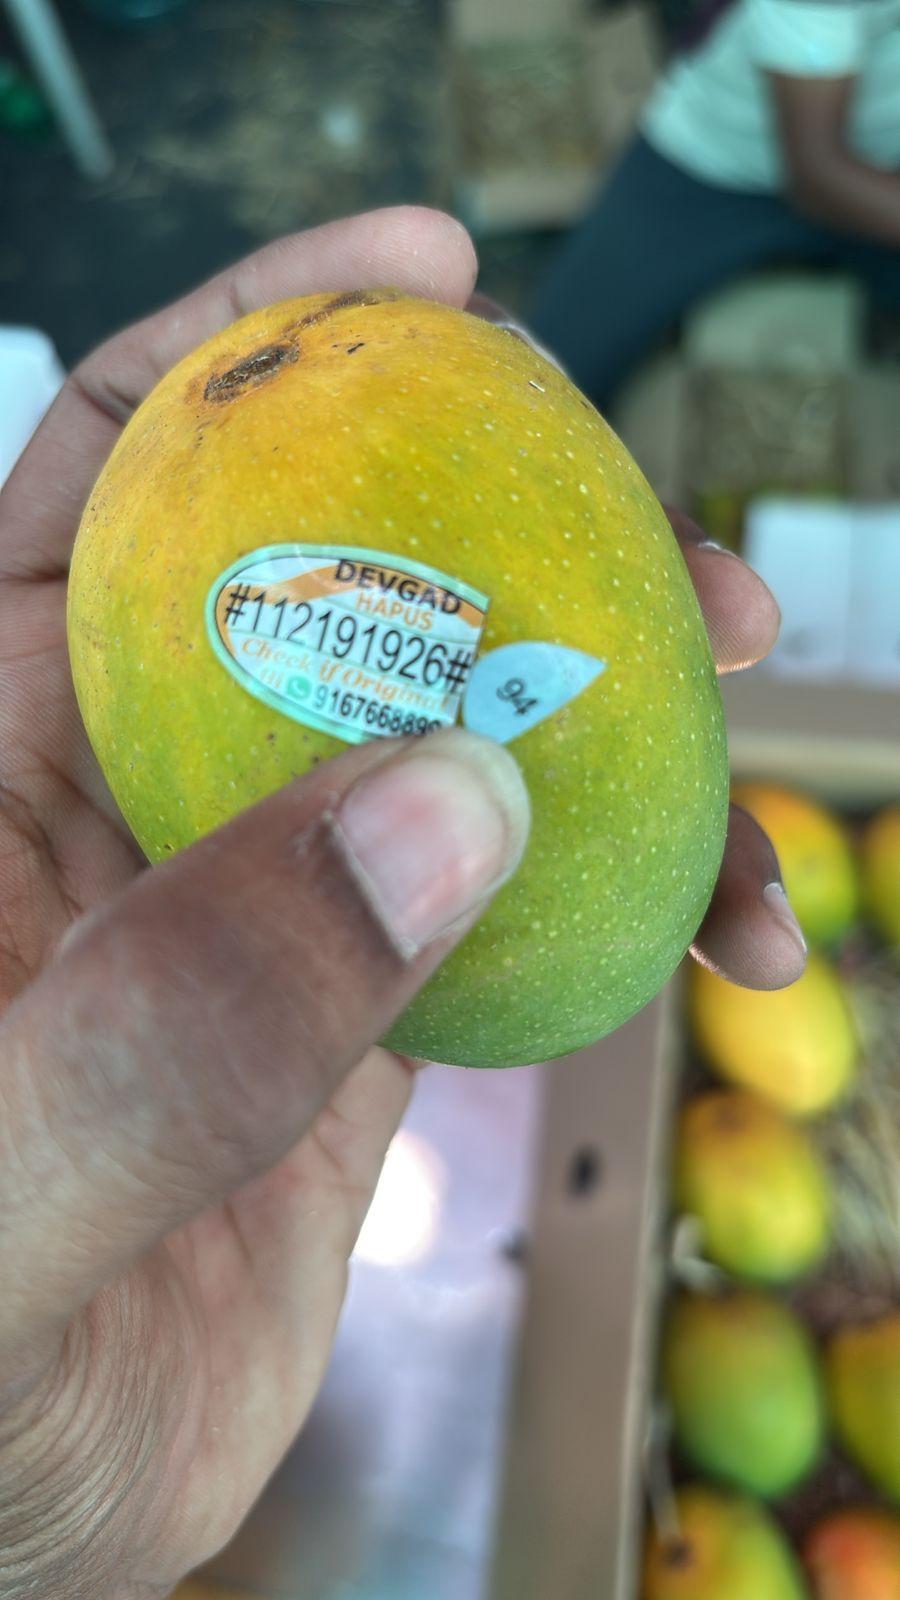 DEVGAD
HAPUS
#112191926#
Check if Original
94